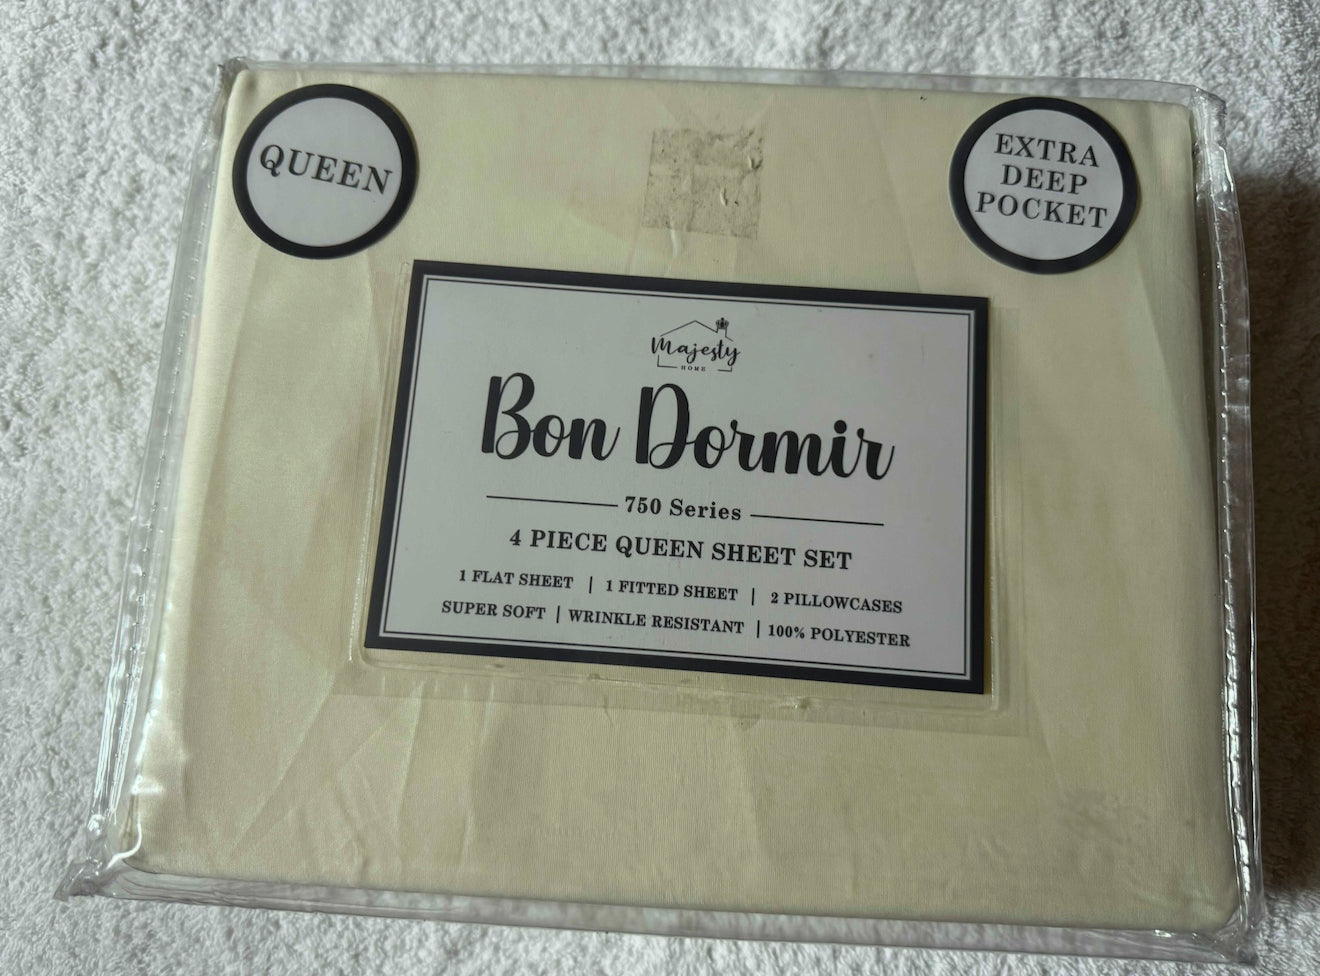 QUEEN
EXTRA
DEEP
POCKET
Majesty
HOME
Bon Dormir
750 Series
4 PIECE QUEEN SHEET SET
1 FLAT SHEET | 1 FITTED SHEET | 2 PILLOWCASES
SUPER SOFT | WRINKLE RESISTANT | 100% POLYESTER